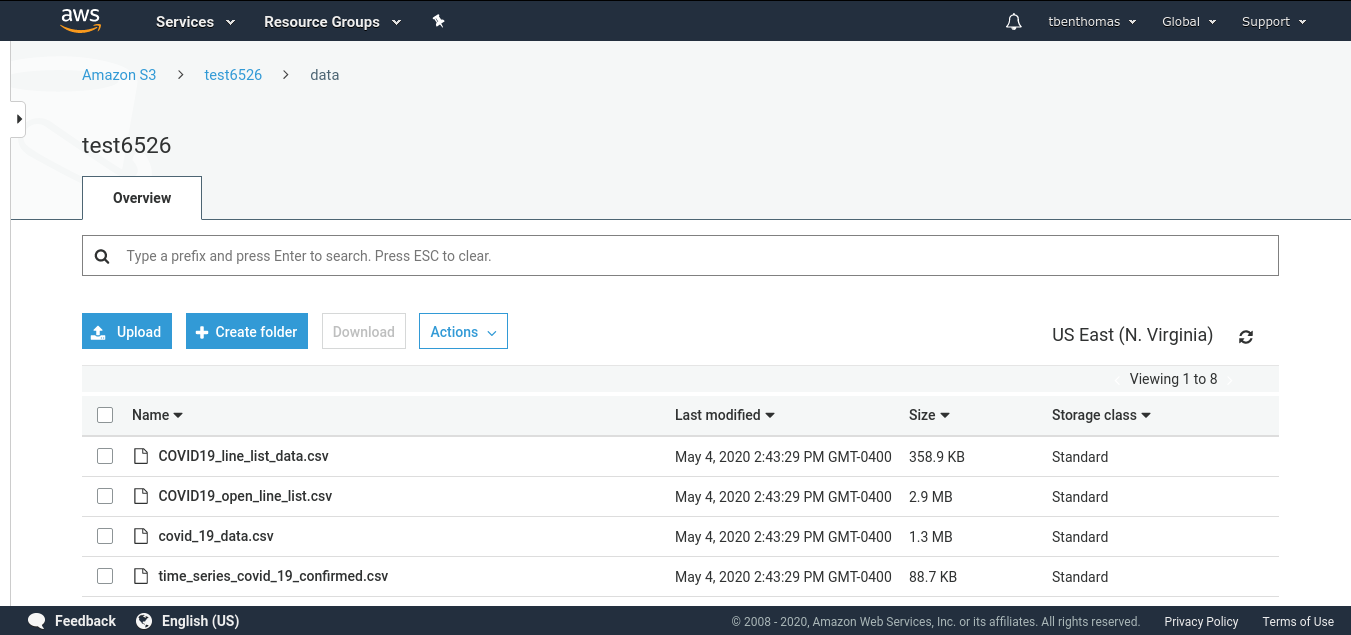 aws Services Resource Groups tbenthomas Global Support
Amazon S3 > test6526 > data
test6526
Overview
Type a prefix and press Enter to search. Press ESC to clear.
Upload Create folder Download Actions US East (N. Virginia)
Viewing 1 to 8
Name Last modified Size Storage class
COVID19_line_list_data.csv May 4, 2020 2:43:29 PM GMT-0400 358.9 KB Standard
COVID19_open_line_list.csv May 4, 2020 2:43:29 PM GMT-0400 2.9 MB Standard
covid_19_data.csv May 4, 2020 2:43:29 PM GMT-0400 1.3 MB Standard
time_series_covid_19_confirmed.csv May 4, 2020 2:43:29 PM GMT-0400 88.7 KB Standard
Feedback English (US) © 2008 - 2020, Amazon Web Services, Inc. or its affiliates. All rights reserved. Privacy Policy Terms of Use